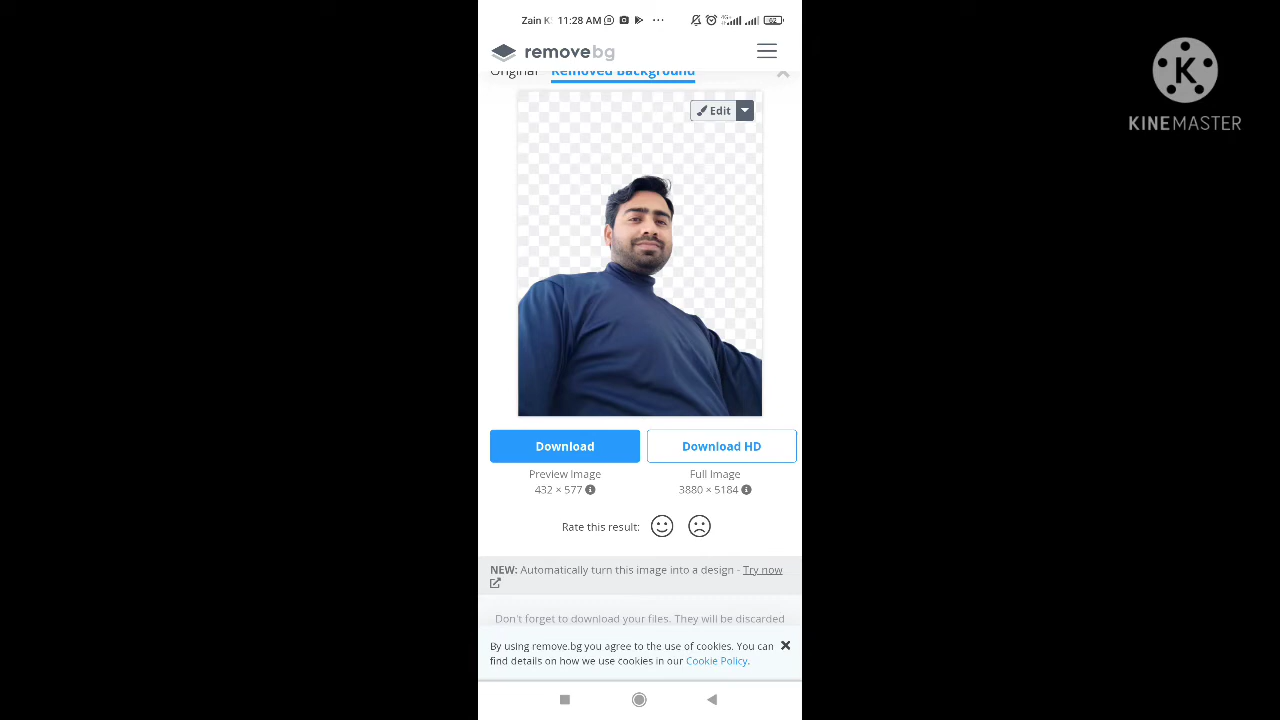 Zain K 11:28 AM
62
removebg
Original Removed Background
Edit
Download Download HD
Preview Image Full Image
432 × 577 3880 × 5184
Rate this result:
NEW: Automatically turn this image into a design - Try now
Don't forget to download your files. They will be discarded
By using remove.bg you agree to the use of cookies. You can
find details on how we use cookies in our Cookie Policy.
K
KINEMASTER